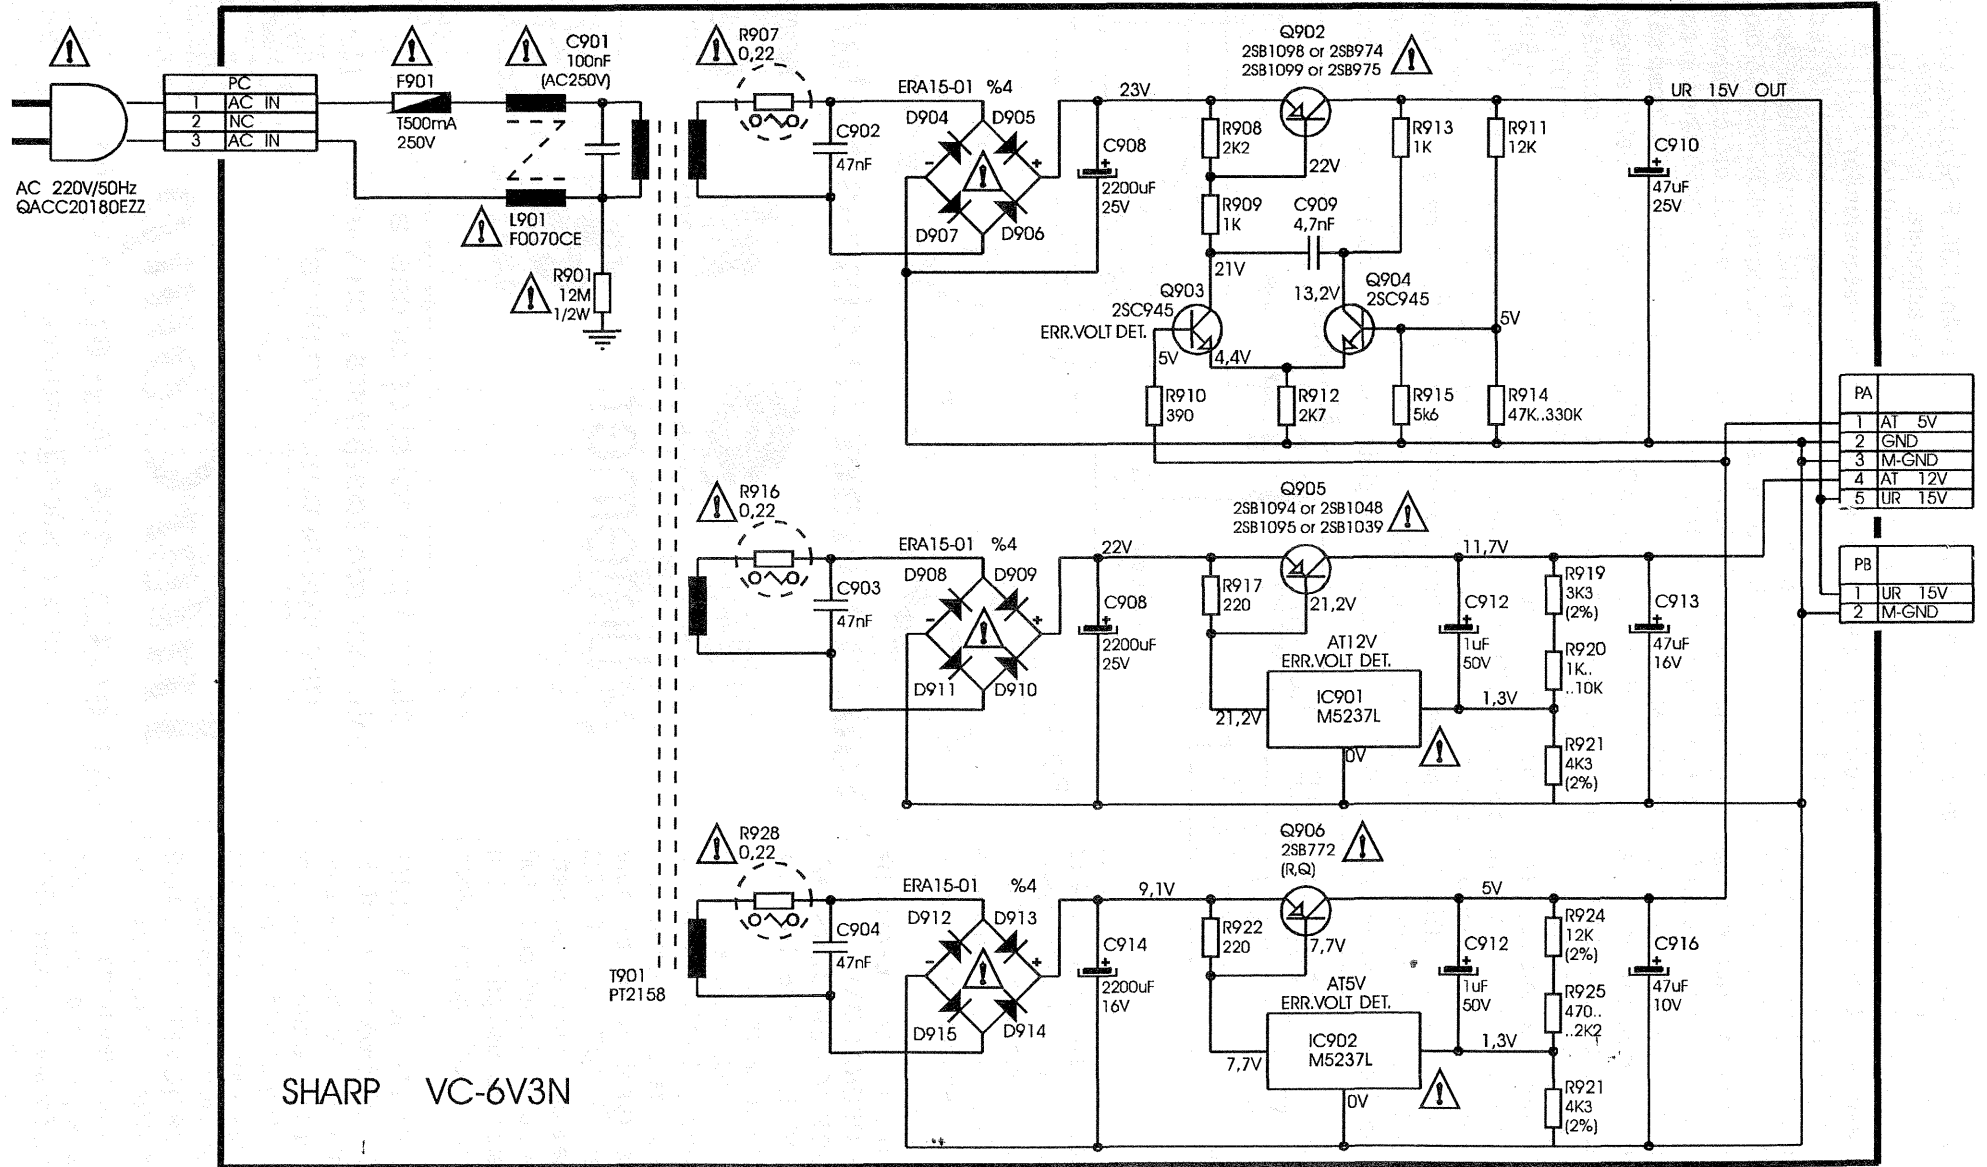 AC 220V/50Hz
QACC20180EZZ
PC
1 AC IN
2 NC
3 AC IN
F901
T500mA
250V
C901
100nF
(AC250V)
L901
F0070CE
R901
12M
1/2W
T901
PT2158
R907
0,22
C902
47nF
ERA15-01 %4
D904
D905
D907
D906
- +
23V
C908
+
2200uF
25V
Q902
2SB1098 or 2SB974
2SB1099 or 2SB975
R908
2K2
22V
R909
1K
C909
4,7nF
21V
R913
1K
R911
12K
UR 15V OUT
C910
+
47uF
25V
Q903
2SC945
ERR.VOLT DET.
5V
4,4V
13,2V
Q904
2SC945
5V
R910
390
R912
2K7
R915
5k6
R914
47K..330K
PA
1 AT 5V
2 GND
3 M-GND
4 AT 12V
5 UR 15V
PB
1 UR 15V
2 M-GND
R916
0,22
C903
47nF
ERA15-01 %4
D908
D909
D911
D910
- +
22V
C908
+
2200uF
25V
Q905
2SB1094 or 2SB1048
2SB1095 or 2SB1039
R917
220
21,2V
AT12V
ERR.VOLT DET.
IC901
M5237L
21,2V
0V
11,7V
C912
+
1uF
50V
1,3V
R919
3K3
(2%)
R920
1K..
..10K
R921
4K3
(2%)
C913
+
47uF
16V
R928
0,22
C904
47nF
ERA15-01 %4
D912
D913
D915
D914
- +
9,1V
C914
+
2200uF
16V
Q906
2SB772
(R,Q)
R922
220
7,7V
AT5V
ERR.VOLT DET.
IC902
M5237L
7,7V
0V
5V
C912
+
1uF
50V
1,3V
R924
12K
(2%)
R925
470..
..2K2
R921
4K3
(2%)
C916
+
47uF
10V
SHARP VC-6V3N